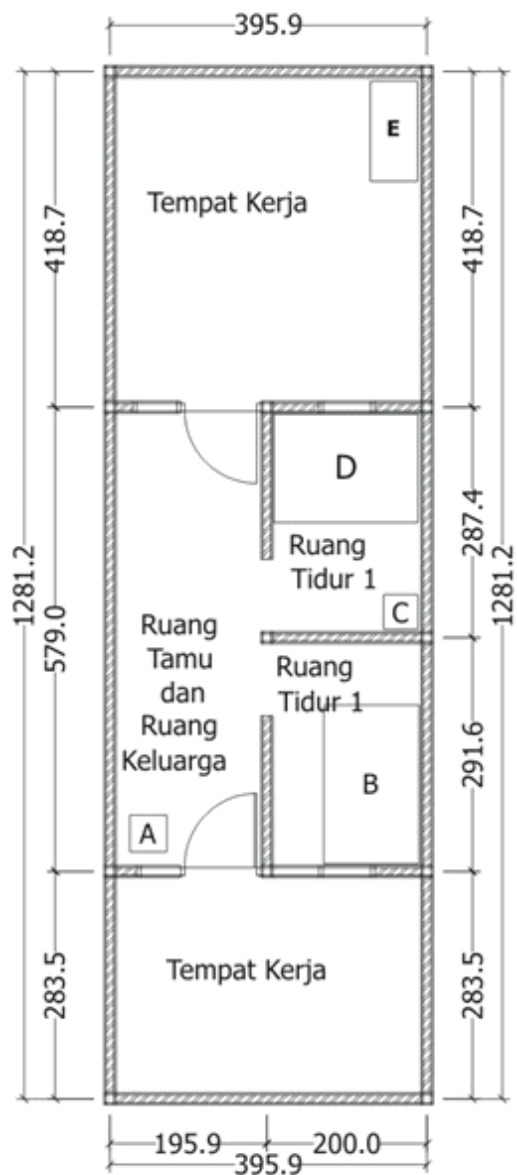 395.9
E
Tempat Kerja
418.7
418.7
D
287.4
Ruang
Tidur 1
1281.2
1281.2
579.0
C
Ruang
Tamu
dan
Ruang
Keluarga
Ruang
Tidur 1
291.6
B
A
Tempat Kerja
283.5
283.5
195.9
200.0
395.9